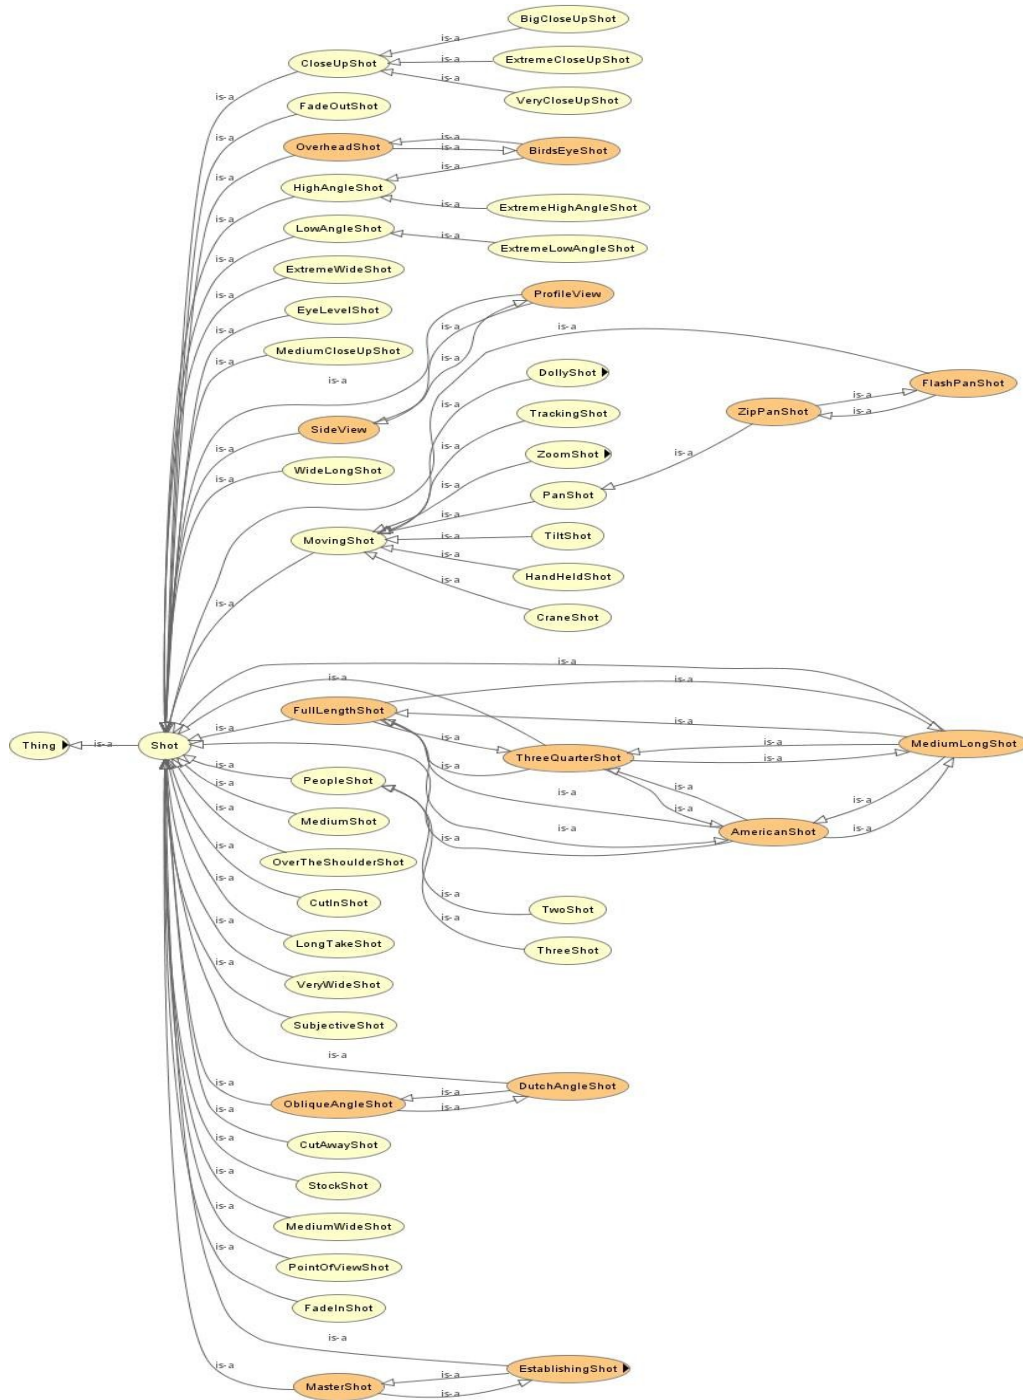 BigCloseUpShot
is-a
CloseUpShot
is-a
ExtremeCloseUpShot
is-a
is-a
VeryCloseUpShot
FadeOutShot
is-a
is-a
OverheadShot
is-a
BirdsEyeShot
is-a
is-a
HighAngleShot
is-a
ExtremeHighAngleShot
LowAngleShot
is-a
is-a
ExtremeLowAngleShot
ExtremeWideShot
is-a
ProfileView
EyeLevelShot
is-a
is-a
is-a
MediumCloseUpShot
is-a
is-a
is-a
DollyShot
FlashPanShot
is-a
is-a
ZipPanShot
is-a
TrackingShot
is-a
SideView
is-a
is-a
ZoomShot
is-a
WideLongShot
is-a
PanShot
is-a
MovingShot
is-a
TiltShot
is-a
HandHeldShot
is-a
is-a
CraneShot
is-a
is-a
is-a
FullLengthShot
is-a
is-a
is-a
Thing
is-a
Shot
is-a
MediumLongShot
ThreeQuarterShot
is-a
is-a
PeopleShot
is-a
is-a
is-a
is-a
is-a
MediumShot
is-a
is-a
AmericanShot
is-a
is-a
OverTheShoulderShot
is-a
is-a
CutInShot
is-a
TwoShot
is-a
is-a
LongTakeShot
ThreeShot
is-a
VeryWideShot
SubjectiveShot
is-a
is-a
DutchAngleShot
is-a
ObliqueAngleShot
is-a
is-a
CutAwayShot
is-a
StockShot
is-a
MediumWideShot
is-a
PointOfViewShot
FadeInShot
is-a
EstablishingShot
is-a
MasterShot
is-a